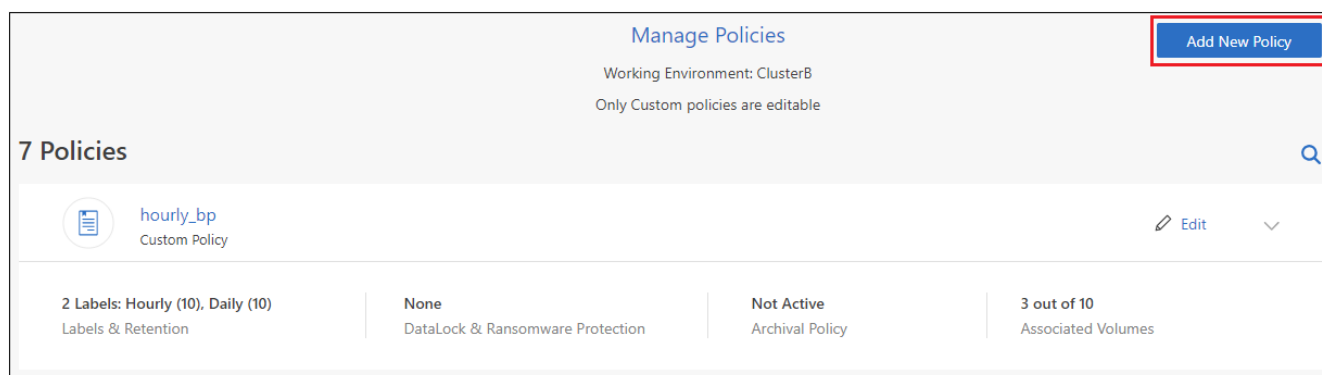 Manage Policies
Add New Policy
Working Environment: ClusterB
Only Custom policies are editable
7 Policies
hourly_bp
Custom Policy
Edit
2 Labels: Hourly (10), Daily (10)
Labels & Retention
None
DataLock & Ransomware Protection
Not Active
Archival Policy
3 out of 10
Associated Volumes